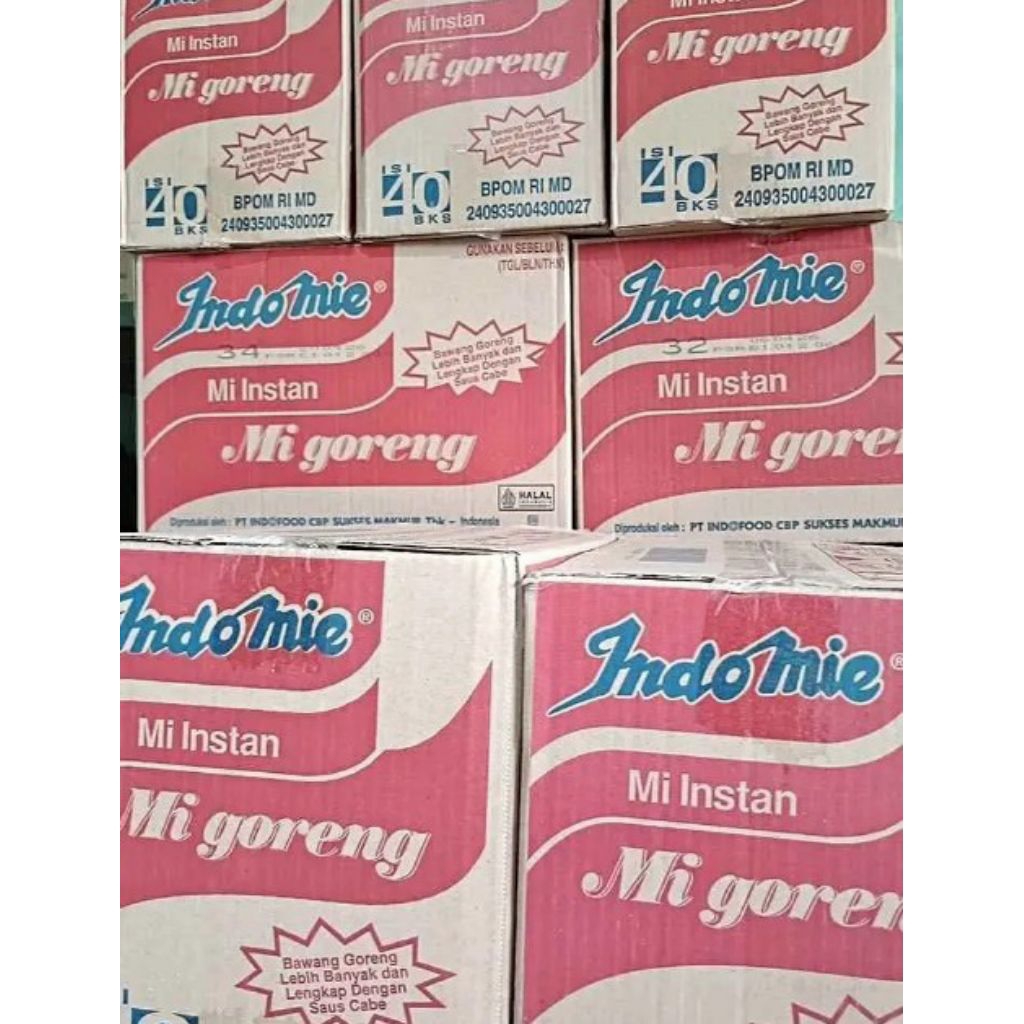 Mi Instan
Mi goreng
Bawang Goreng
Lebih Banyak dan
Lengkap Dengan
Saus Cabe
ISI
40
BKS
BPOM RI MD
240935004300027
Mi Instan
Mi goreng
Bawang Goreng
Lebih Banyak dan
Lengkap Dengan
Saus Cabe
ISI
40
BKS
BPOM RI MD
240935004300027
Mi goreng
Bawang Goreng
Lebih Banyak dan
Lengkap Dengan
Saus Cabe
ISI
40
BKS
BPOM RI MD
240935004300027
GUNAKAN SEBELUM
(TGL/BLN/THN)
Indomie®
34
Mi Instan
Mi goreng
Bawang Goreng
Lebih Banyak dan
Lengkap Dengan
Saus Cabe
HALAL
Diproduksi oleh : PT INDOFOOD CBP SUKSES MAKMUR Tbk - Indonesia
Indomie®
32
Mi Instan
Mi goren
Diproduksi oleh : PT INDOFOOD CBP SUKSES MAKMUR
Indomie®
Mi Instan
Mi goreng
Bawang Goreng
Lebih Banyak dan
Lengkap Dengan
Saus Cabe
Indomie®
Mi Instan
Mi goren